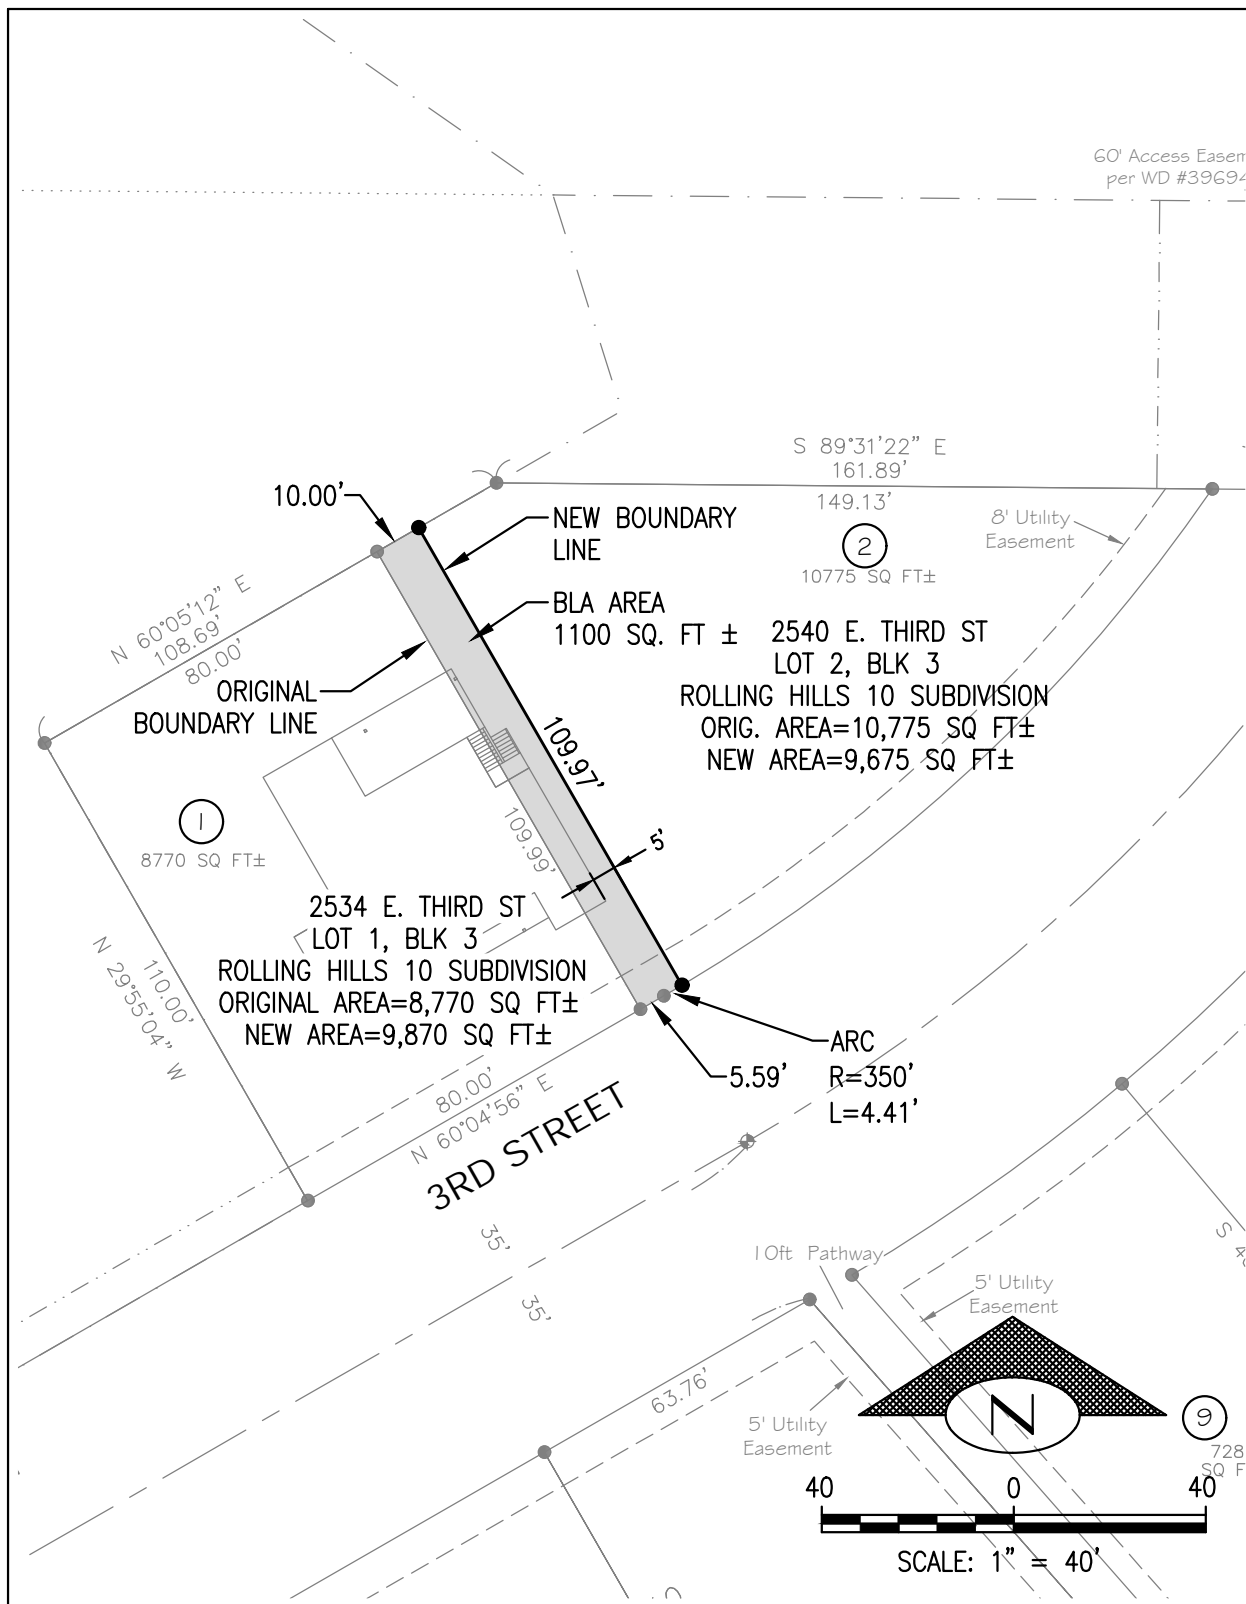 60' Access Easem
per WD #39694
S 89°31'22" E
161.89'
149.13'
10.00'
NEW BOUNDARY
LINE
8' Utility
Easement
2
10775 SQ FT±
N 60°05'12" E
108.69'
80.00'
BLA AREA
1100 SQ. FT ±
2540 E. THIRD ST
LOT 2, BLK 3
ROLLING HILLS 10 SUBDIVISION
ORIG. AREA=10,775 SQ FT±
NEW AREA=9,675 SQ FT±
ORIGINAL
BOUNDARY LINE
109.97'
109.99'
5'
1
8770 SQ FT±
2534 E. THIRD ST
LOT 1, BLK 3
ROLLING HILLS 10 SUBDIVISION
ORIGINAL AREA=8,770 SQ FT±
NEW AREA=9,870 SQ FT±
110.00'
N 29°55'04" W
ARC
R=350'
L=4.41'
5.59'
80.00'
N 60°04'56" E
3RD STREET
35'
35'
10ft Pathway
5' Utility
Easement
S 4
63.76'
5' Utility
Easement
N
9
728
SQ F
40 0 40
SCALE: 1" = 40'